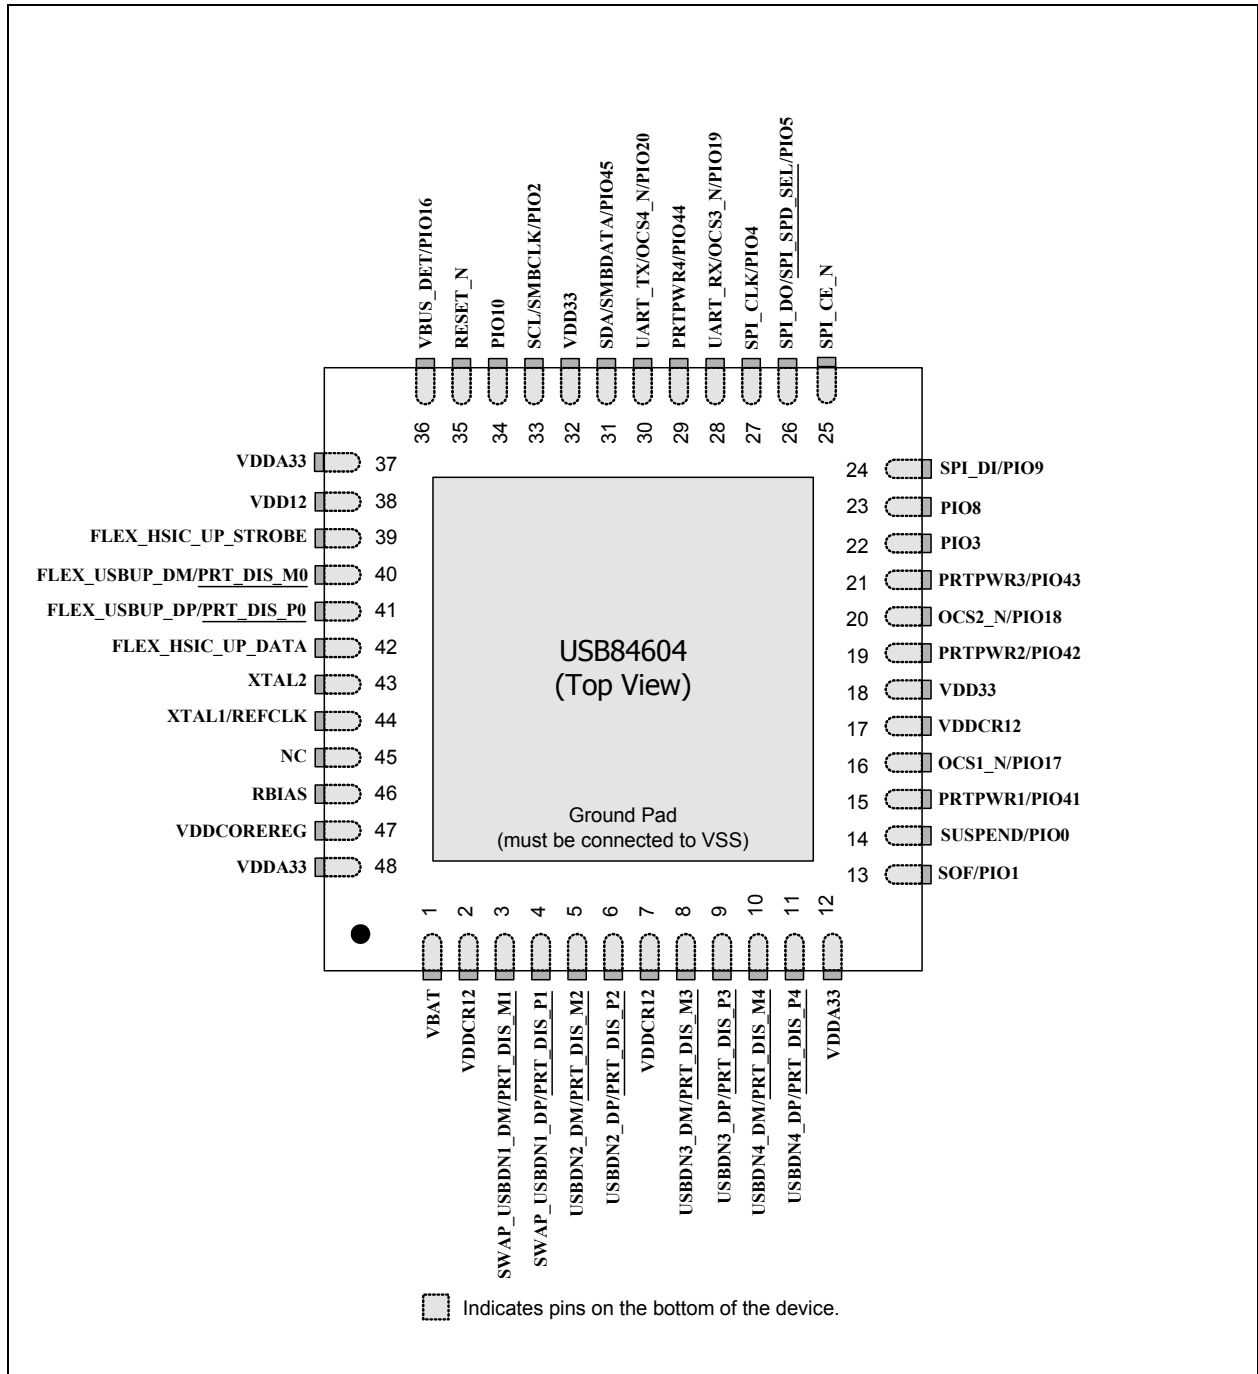 VBUS_DET/PIO16
RESET_N
PIO10
SCL/SMBCLK/PIO2
VDD33
SDA/SMBDATA/PIO45
UART_TX/OCS4_N/PIO20
PRTPWR4/PIO44
UART_RX/OCS3_N/PIO19
SPI_CLK/PIO4
SPI_DO/SPI_SPD_SEL/PIO5
SPI_CE_N
36
35
34
33
32
31
30
29
28
27
26
25
VDDA33 37
VDD12 38
FLEX_HSIC_UP_STROBE 39
FLEX_USBUP_DM/PRT_DIS_M0 40
FLEX_USBUP_DP/PRT_DIS_P0 41
FLEX_HSIC_UP_DATA 42
XTAL2 43
XTAL1/REFCLK 44
NC 45
RBIAS 46
VDDCOREREG 47
VDDA33 48
USB84604
(Top View)
Ground Pad
(must be connected to VSS)
24 SPI_DI/PIO9
23 PIO8
22 PIO3
21 PRTPWR3/PIO43
20 OCS2_N/PIO18
19 PRTPWR2/PIO42
18 VDD33
17 VDDCR12
16 OCS1_N/PIO17
15 PRTPWR1/PIO41
14 SUSPEND/PIO0
13 SOF/PIO1
1
2
3
4
5
6
7
8
9
10
11
12
VBAT
VDDCR12
SWAP_USBDN1_DM/PRT_DIS_M1
SWAP_USBDN1_DP/PRT_DIS_P1
USBDN2_DM/PRT_DIS_M2
USBDN2_DP/PRT_DIS_P2
VDDCR12
USBDN3_DM/PRT_DIS_M3
USBDN3_DP/PRT_DIS_P3
USBDN4_DM/PRT_DIS_M4
USBDN4_DP/PRT_DIS_P4
VDDA33
Indicates pins on the bottom of the device.